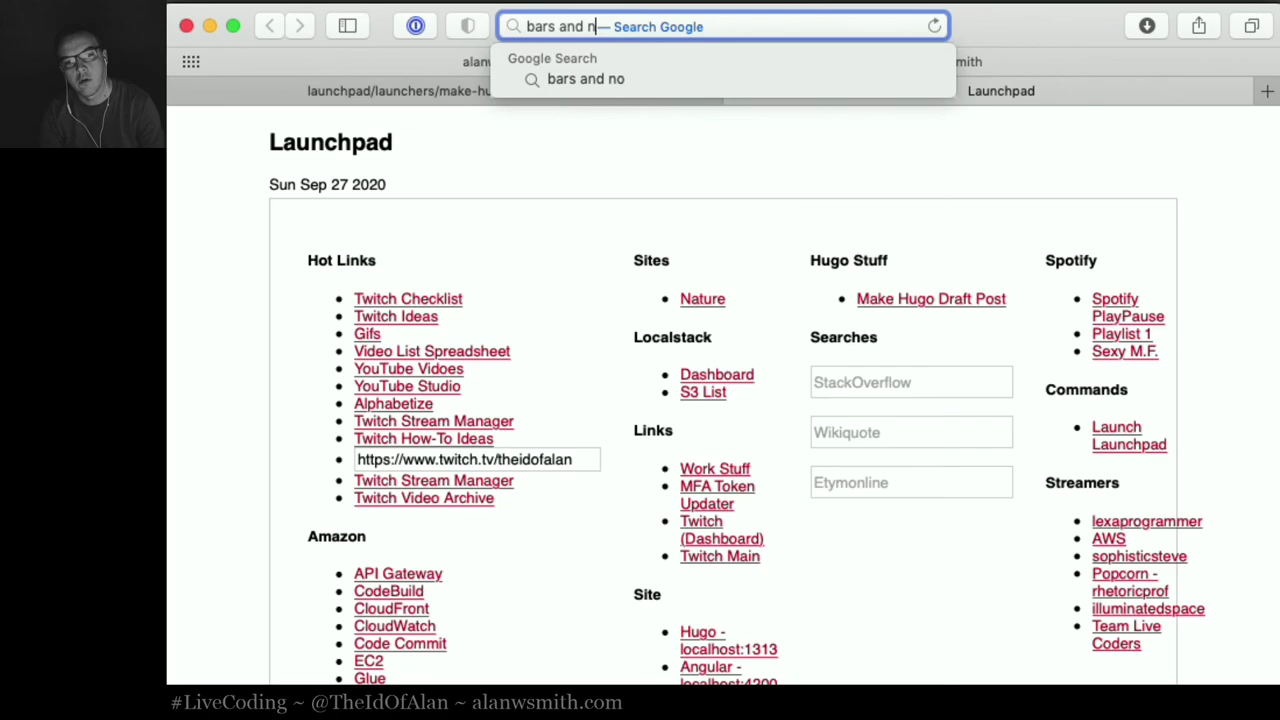 bars and n — Search Google
Google Search
bars and no
alan
smith
launchpad/launchers/make-hu
Launchpad
Launchpad
Sun Sep 27 2020
Hot Links
Twitch Checklist
Twitch Ideas
Gifs
Video List Spreadsheet
YouTube Vidoes
YouTube Studio
Alphabetize
Twitch Stream Manager
Twitch How-To Ideas
https://www.twitch.tv/theidofalan
Twitch Stream Manager
Twitch Video Archive
Amazon
API Gateway
CodeBuild
CloudFront
CloudWatch
Code Commit
EC2
Glue
Sites
Nature
Localstack
Dashboard
S3 List
Links
Work Stuff
MFA Token
Updater
Twitch
(Dashboard)
Twitch Main
Site
Hugo -
localhost:1313
Angular -
localhost:4200
Hugo Stuff
Make Hugo Draft Post
Searches
StackOverflow
Wikiquote
Etymonline
Spotify
Spotify
PlayPause
Playlist 1
Sexy M.F.
Commands
Launch
Launchpad
Streamers
lexaprogrammer
AWS
sophisticsteve
Popcorn -
rhetoricprof
illuminatedspace
Team Live
Coders
#LiveCoding ~ @TheIdOfAlan ~ alanwsmith.com